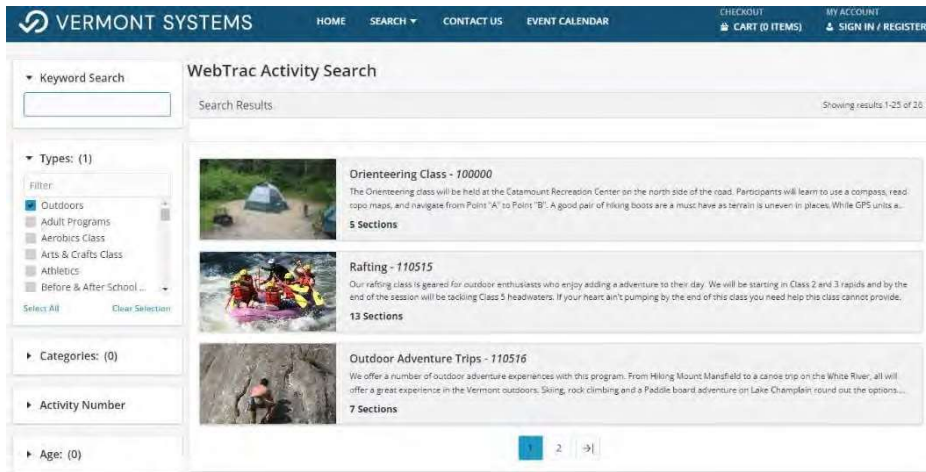 VERMONT SYSTEMS
HOME
SEARCH
CONTACT US
EVENT CALENDAR
CHECKOUT
CART (0 ITEMS)
MY ACCOUNT
SIGN IN / REGISTER
Keyword Search
Types: (1)
Filter
Outdoors
Adult Programs
Aerobics Class
Arts & Crafts Class
Athletics
Before & After School ..
Select All
Clear Selection
Categories: (0)
Activity Number
Age: (0)
WebTrac Activity Search
Search Results
Showing results 1-25 of 26
Orienteering Class - 100000
The Orienteering class will be held at the Catamount Recreation Center on the north side of the road. Participants will learn to use a compass, read
topo maps, and navigate from Point "A" to Point "B". A good pair of hiking boots are a must have as terrain is uneven in places. While GPS units a...
5 Sections
Rafting - 110515
Our rafting class is geared for outdoor enthusiasts who enjoy adding a adventure to their day. We will be starting in Class 2 and 3 rapids and by the
end of the session will be tackling Class 5 headwaters. If your heart ain't pumping by the end of this class you need help this class cannot provide.
13 Sections
Outdoor Adventure Trips - 110516
We offer a number of outdoor adventure experiences with this program. From Hiking Mount Mansfield to a canoe trip on the White River, all will
offer a great experience in the Vermont outdoors. Skiing, rock climbing and a Paddle board adventure on Lake Champlain round out the options....
7 Sections
1
2